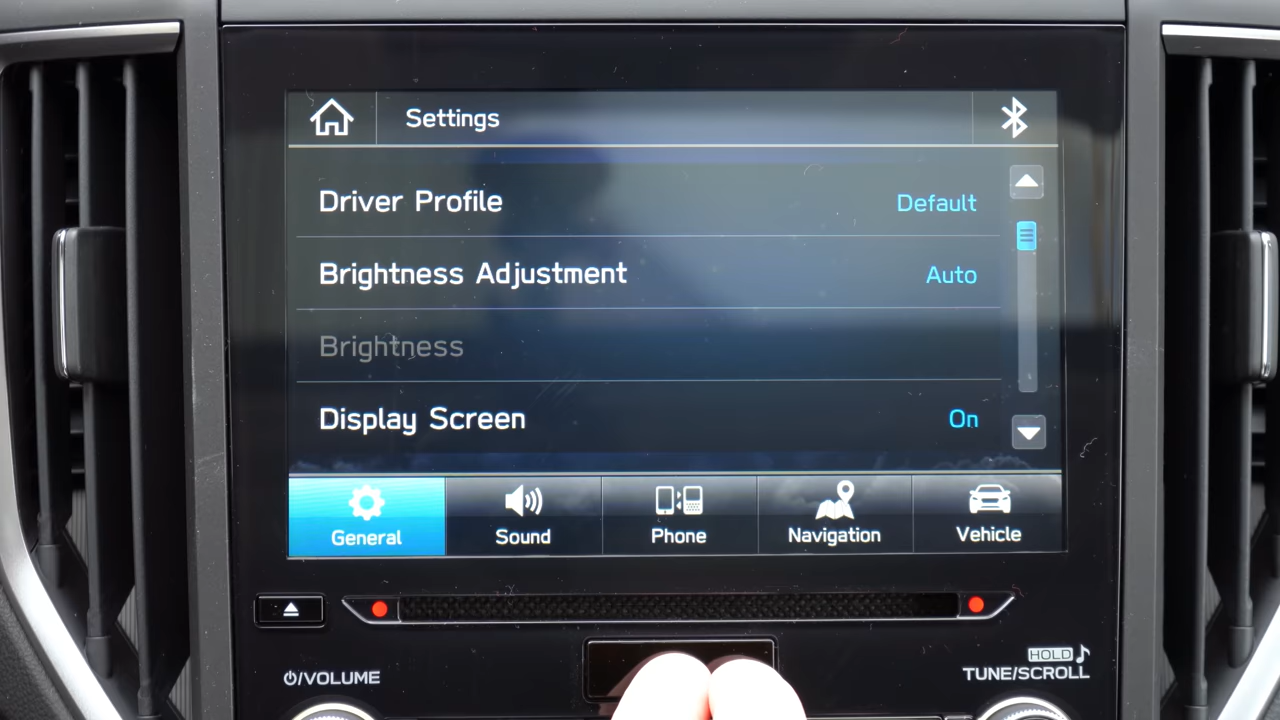 Settings
Driver Profile Default
Brightness Adjustment Auto
Brightness
Display Screen On
General Sound Phone Navigation Vehicle
HOLD
/VOLUME TUNE/SCROLL